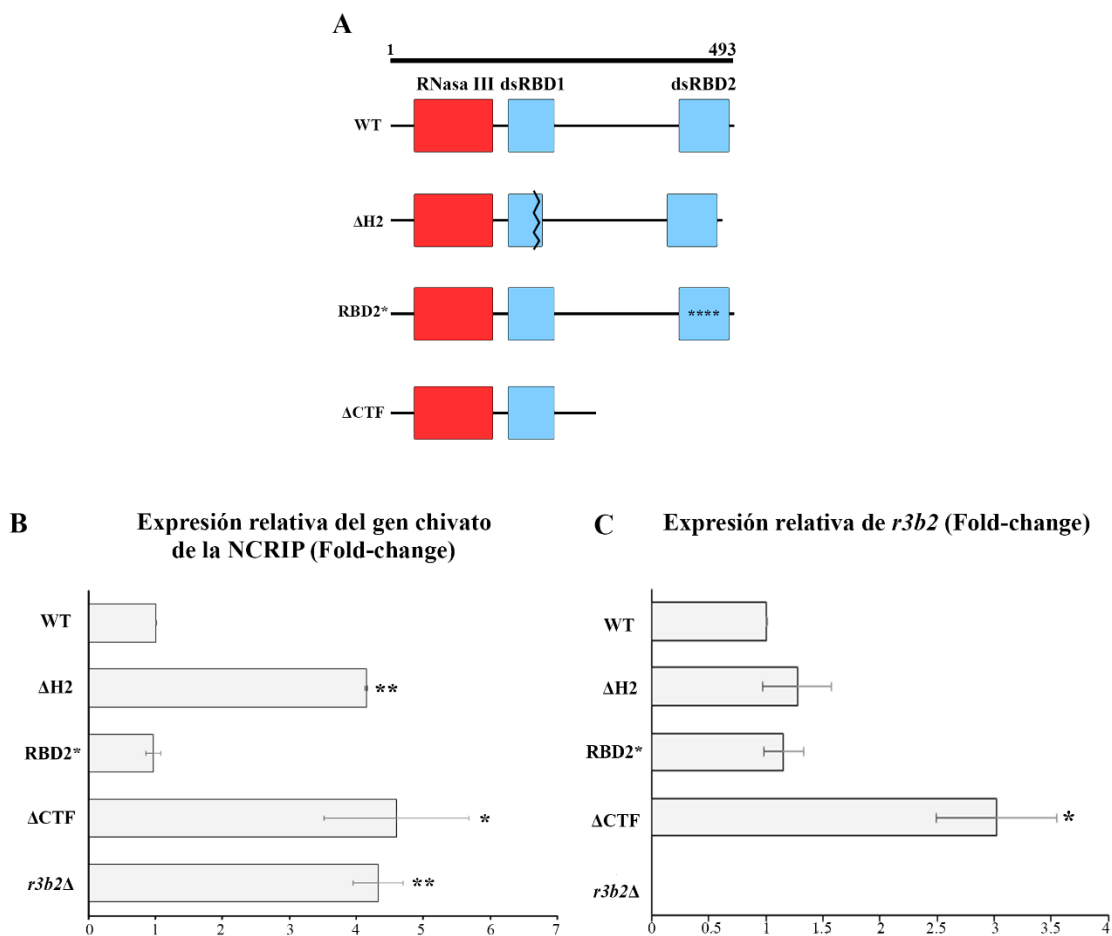 A
1 493
RNasa III dsRBD1 dsRBD2
WT
ΔH2
RBD2*
****
ΔCTF
B
Expresión relativa del gen chivato
de la NCRIP (Fold-change)
WT
ΔH2
**
RBD2*
ΔCTF
*
r3b2Δ
**
0 1 2 3 4 5 6 7
C
Expresión relativa de r3b2 (Fold-change)
WT
ΔH2
RBD2*
ΔCTF
*
r3b2Δ
0 0.5 1 1.5 2 2.5 3 3.5 4